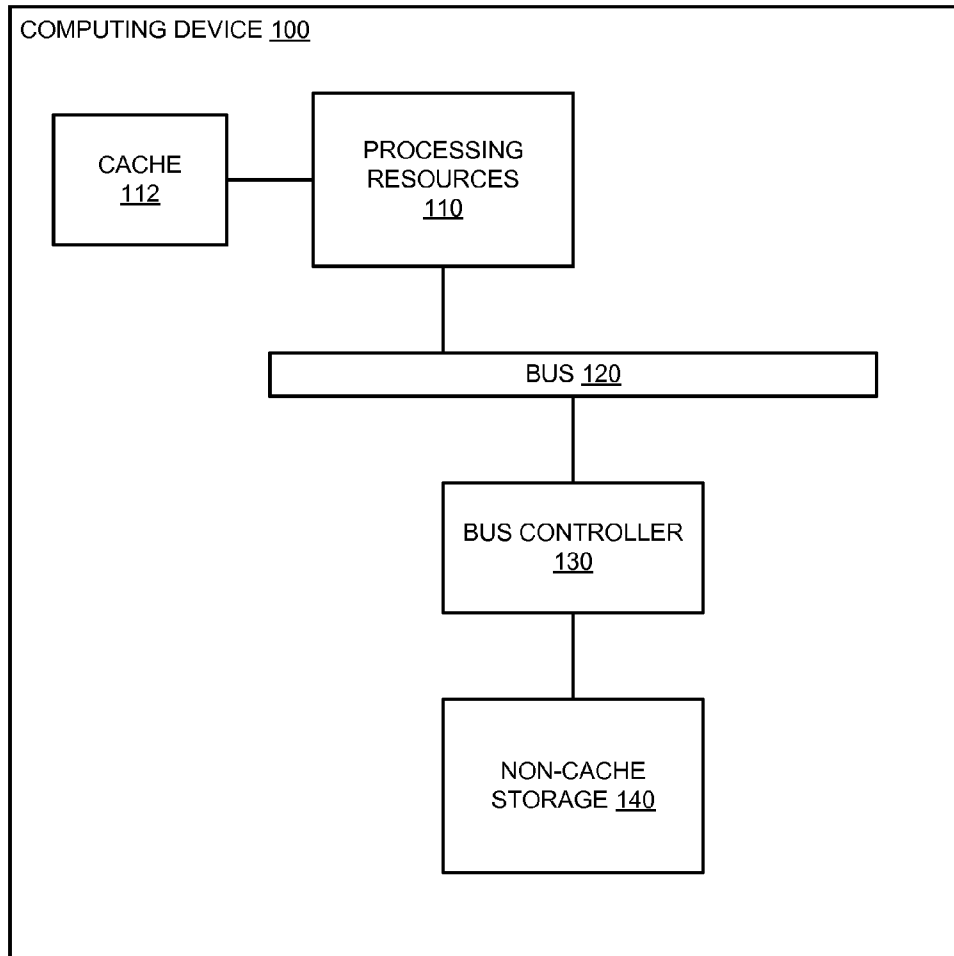 COMPUTING DEVICE 100
CACHE
112
PROCESSING
RESOURCES
110
BUS 120
BUS CONTROLLER
130
NON-CACHE
STORAGE 140